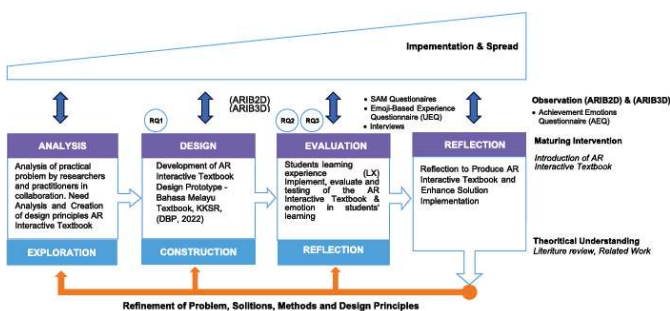 Impementation & Spread
(ARIB2D)
(ARIB3D)
RQ1
RQ2
RQ3
• SAM Questionaires
• Emoji-Based Experience
Questionnaire (UEQ)
• Interviews
Observation (ARIB2D) & (ARIB3D)
• Achievement Emotions
Questionnaire (AEQ)
ANALYSIS
Analysis of practical
problem by researchers
and practitioners in
collaboration. Need
Analysis and Creation
of design principles AR
Interactive Textbook
EXPLORATION
DESIGN
Development of AR
Interactive Textbook
Design Prototype -
Bahasa Melayu
Textbook, KKSR,
(DBP, 2022)
CONSTRUCTION
EVALUATION
Students learning
experience (LX)
Implement, evaluate and
testing of the AR
Interactive Textbook &
emotion in students'
learning
REFLECTION
REFLECTION
Reflection to Produce AR
Interactive Textbook and
Enhance Solution
Implementation
Maturing Intervention
Introduction of AR
Interactive Textbook
Theoritical Understanding
Literiture review, Related Work
Refinement of Problem, Solitions, Methods and Design Principles